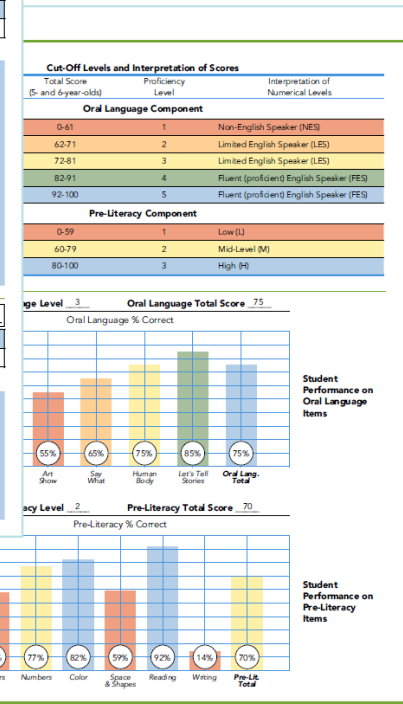 Cut-Off Levels and Interpretation of Scores
Total Score Proficiency Interpretation of
(5- and 6-year-olds) Level Numerical Levels
Oral Language Component
0-61 1 Non-English Speaker (NES)
62-71 2 Limited English Speaker (LES)
72-81 3 Limited English Speaker (LES)
82-91 4 Fluent (proficient) English Speaker (FES)
92-100 5 Fluent (proficient) English Speaker (FES)
Pre-Literacy Component
0-59 1 Low (L)
60-79 2 Mid-Level (M)
80-100 3 High (H)
ge Level 3 Oral Language Total Score 75
Oral Language % Correct
Student
Performance on
Oral Language
Items
55% 65% 75% 85% 75%
Art Say Human Let's Tell Oral Lang.
Show What Body Stories Total
acy Level 2 Pre-Literacy Total Score 70
Pre-Literacy % Correct
Student
Performance on
Pre-Literacy
Items
% 77% 82% 59% 92% 14% 70%
rs Numbers Color Space Reading Writing Pre-Lit.
& Shapes Total